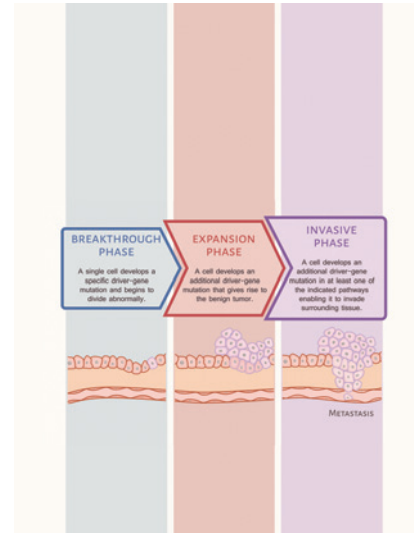 BREAKTHROUGH
PHASE
A single cell develops a
specific driver-gene
mutation and begins to
divide abnormally.
EXPANSION
PHASE
A cell develops an
additional driver-gene
mutation that gives rise to
the benign tumor.
INVASIVE
PHASE
A cell develops an
additional driver-gene
mutation in at least one of
the indicated pathways
enabling it to invade
surrounding tissue.
METASTASIS